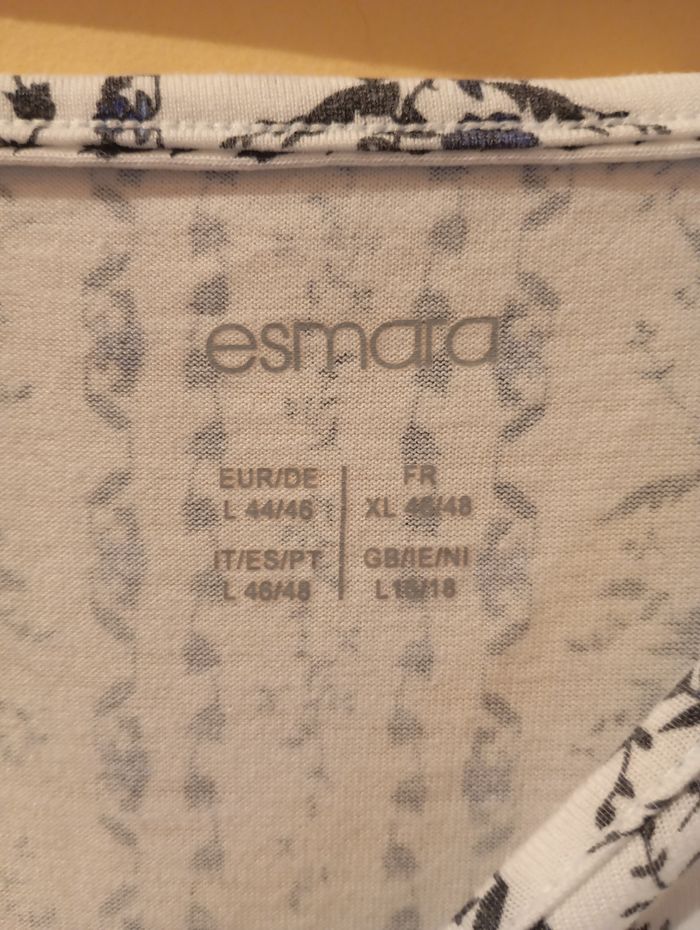 esmara
EUR/DE
L 44/46
FR
XL 46/48
IT/ES/PT
L 46/48
GB/IE/NI
L 16/18